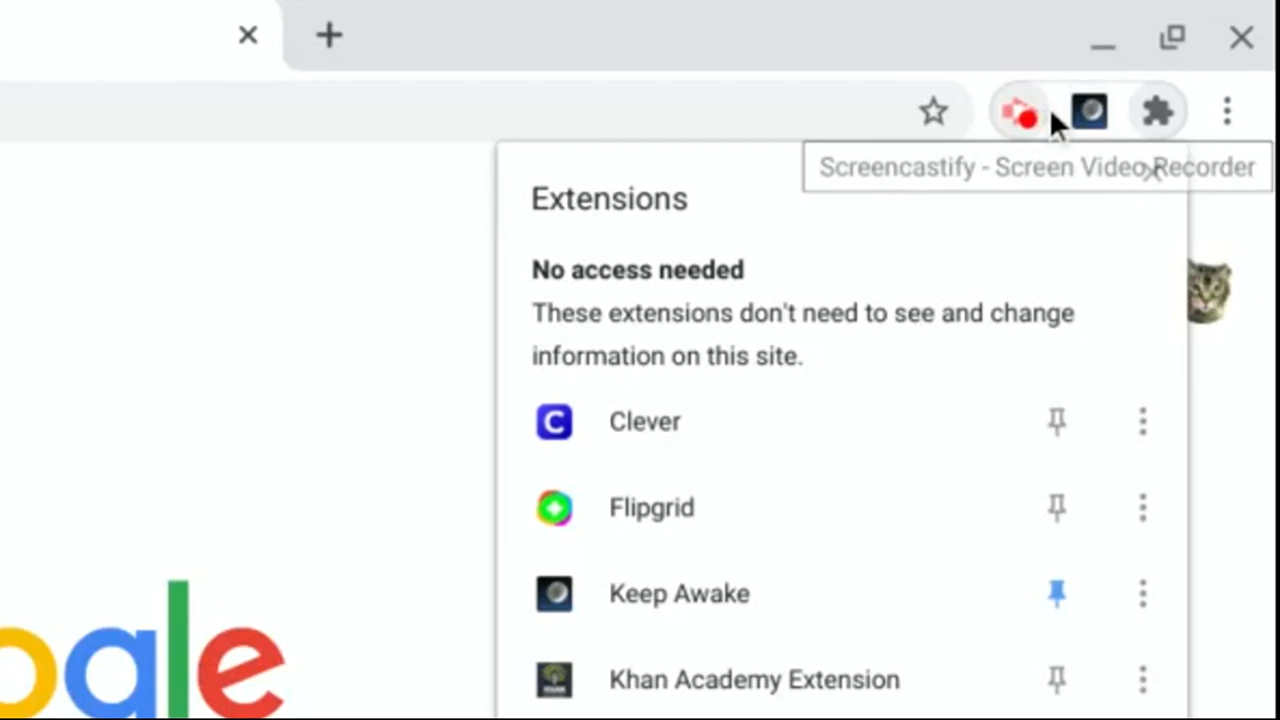 Screencastify - Screen Video Recorder
Extensions
No access needed
These extensions don't need to see and change
information on this site.
C Clever
Flipgrid
Keep Awake
Khan Academy Extension
ogle